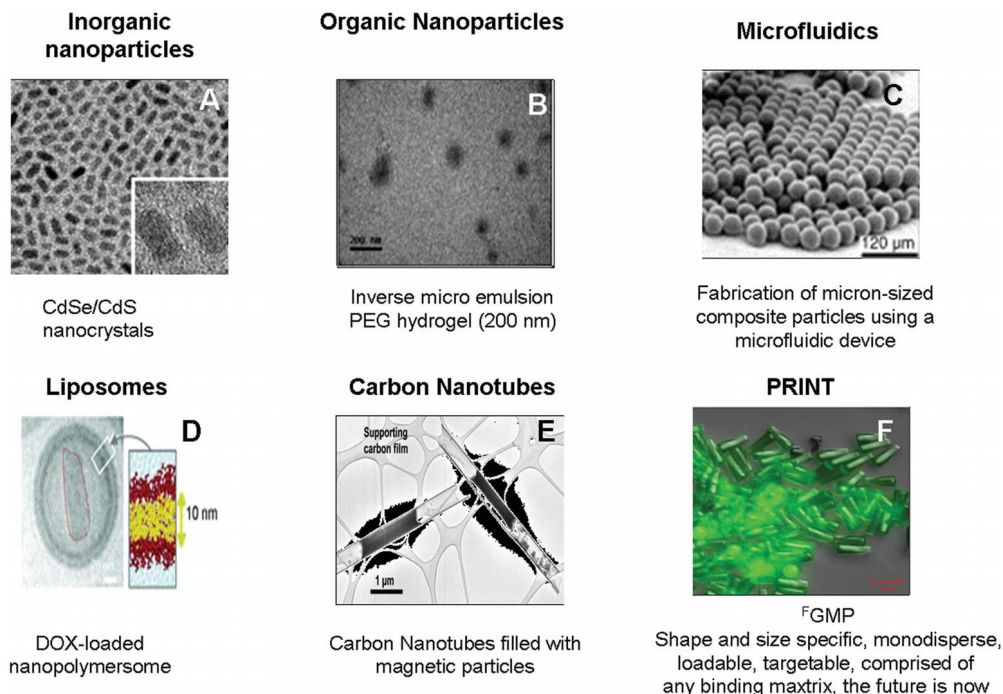 Inorganic
nanoparticles
A
CdSe/CdS
nanocrystals
Organic Nanoparticles
B
200 nm
Inverse micro emulsion
PEG hydrogel (200 nm)
Microfluidics
C
120 µm
Fabrication of micron-sized
composite particles using a
microfluidic device
Liposomes
D
10 nm
DOX-loaded
nanopolymersome
Carbon Nanotubes
Supporting
carbon film
E
1 µm
Carbon Nanotubes filled with
magnetic particles
PRINT
F
FGMP
Shape and size specific, monodisperse,
loadable, targetable, comprised of
any binding maxtrix, the future is now